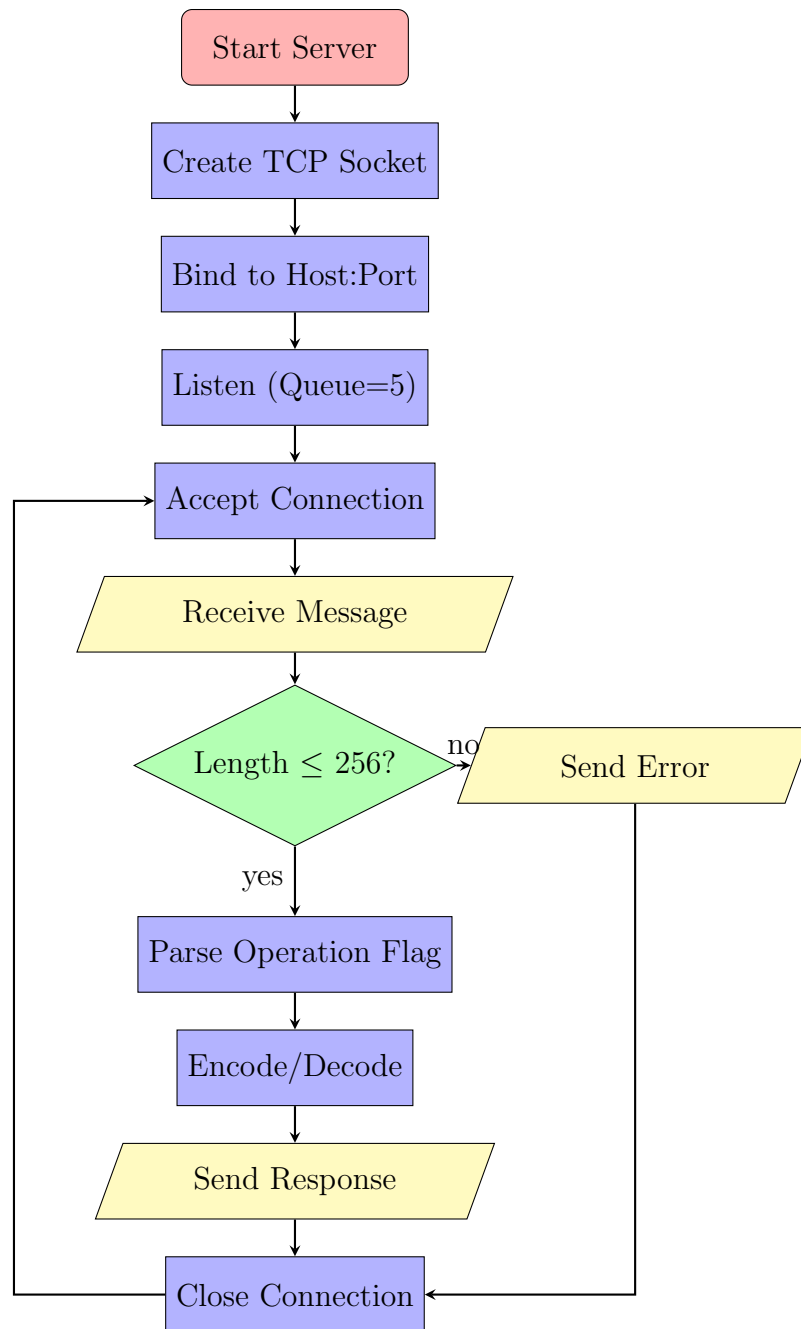 Start Server
Create TCP Socket
Bind to Host:Port
Listen (Queue=5)
Accept Connection
Receive Message
Length ≤ 256?
no
Send Error
yes
Parse Operation Flag
Encode/Decode
Send Response
Close Connection